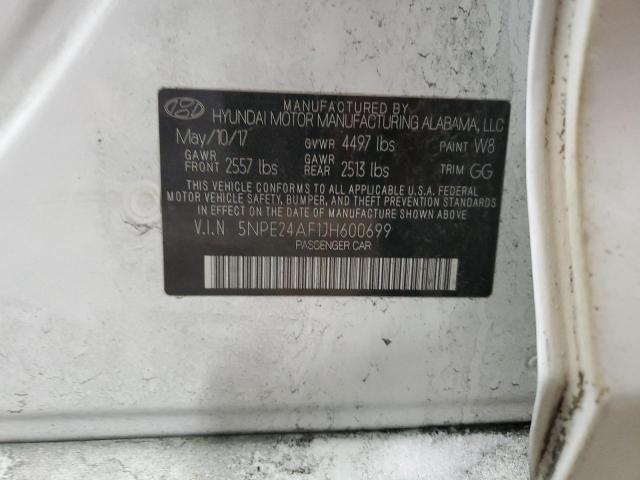 MANUFACTURED BY
HYUNDAI MOTOR MANUFACTURING ALABAMA, LLC
May/10/17 GVWR 4497 lbs PAINT W8
GAWR FRONT 2557 lbs GAWR REAR 2513 lbs TRIM GG
THIS VEHICLE CONFORMS TO ALL APPLICABLE U.S.A. FEDERAL
MOTOR VEHICLE SAFETY, BUMPER, AND THEFT PREVENTION STANDARDS
IN EFFECT ON THE DATE OF MANUFACTURE SHOWN ABOVE.
V.I.N 5NPE24AF1JH600699
PASSENGER CAR